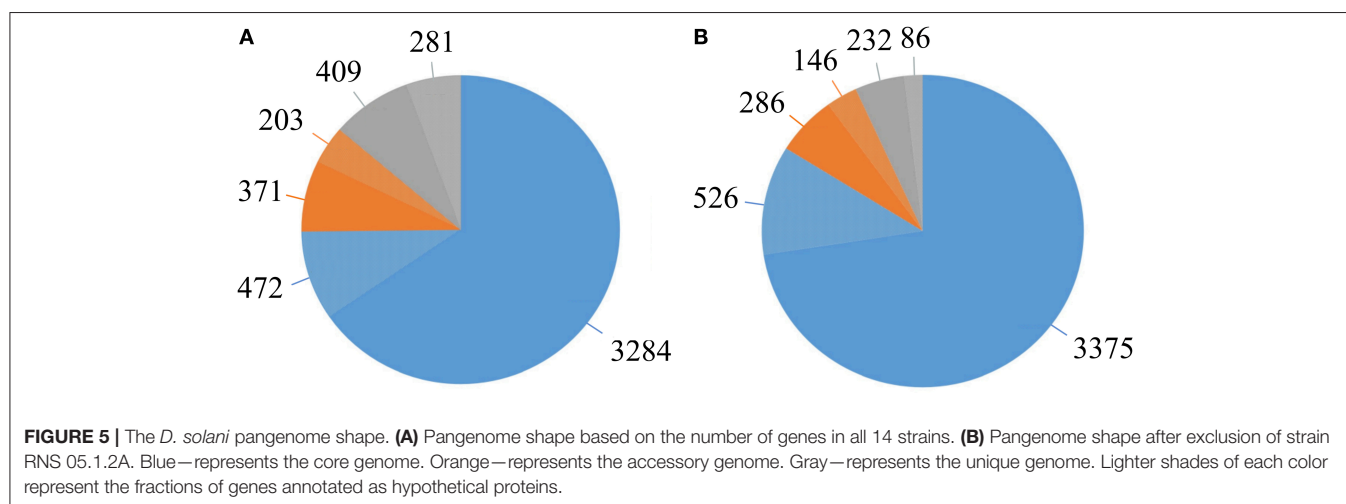 A
281
409
203
371
472
3284
B
232
86
146
286
526
3375
FIGURE 5 | The D. solani pangenome shape. (A) Pangenome shape based on the number of genes in all 14 strains. (B) Pangenome shape after exclusion of strain
RNS 05.1.2A. Blue—represents the core genome. Orange—represents the accessory genome. Gray—represents the unique genome. Lighter shades of each color
represent the fractions of genes annotated as hypothetical proteins.